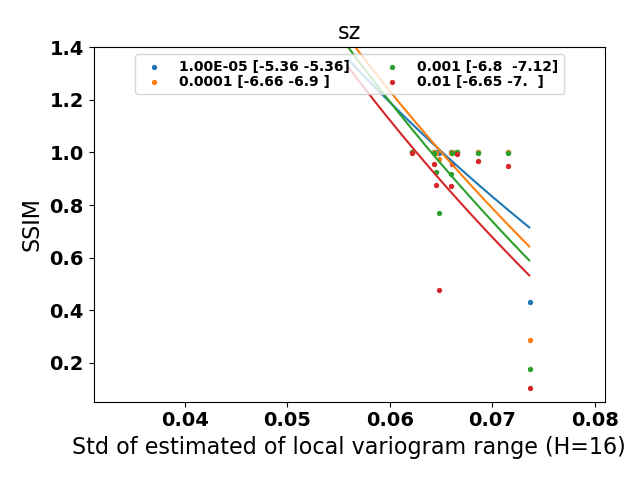 sz
1.00E-05 [-5.36 -5.36]
0.0001 [-6.66 -6.9 ]
0.001 [-6.8  -7.12]
0.01 [-6.65 -7.  ]
1.4
1.2
1.0
0.8
0.6
0.4
0.2
SSIM
0.04 0.05 0.06 0.07 0.08
Std of estimated of local variogram range (H=16)